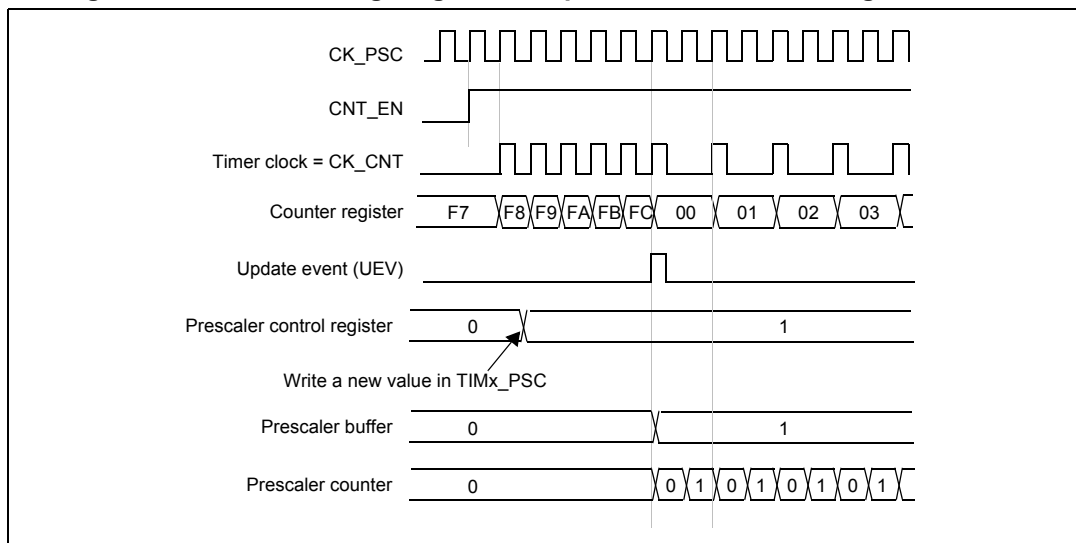 CK_PSC
CNT_EN
Timer clock = CK_CNT
Counter register F7 F8 F9 FA FB FC 00 01 02 03
Update event (UEV)
Prescaler control register 0 1
Write a new value in TIMx_PSC
Prescaler buffer 0 1
Prescaler counter 0 0 1 0 1 0 1 0 1